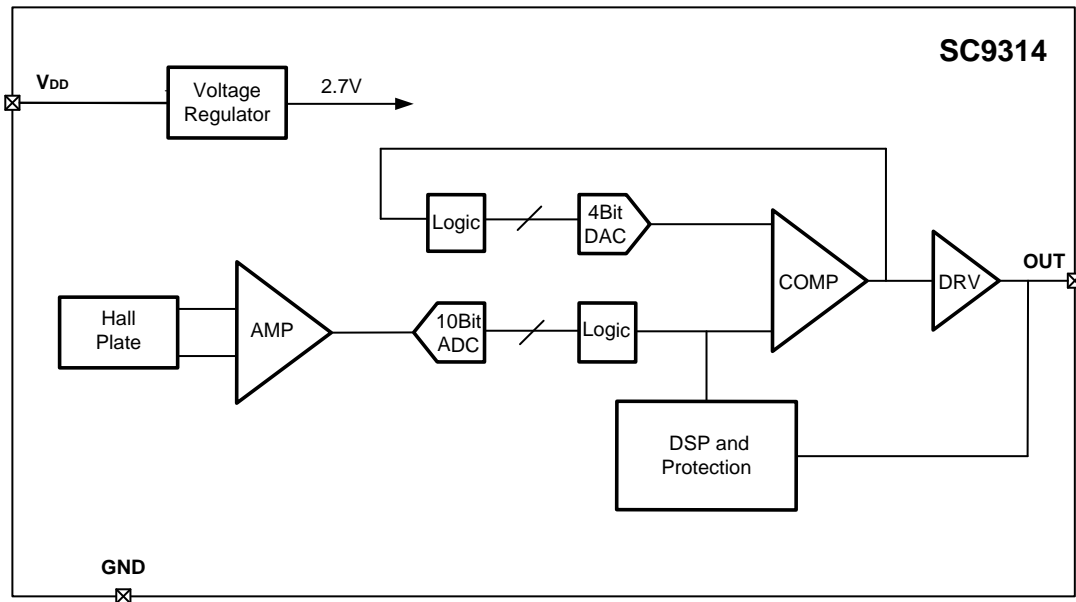 SC9314
VDD
Voltage
Regulator
2.7V
Logic
4Bit
DAC
COMP
DRV
OUT
Hall
Plate
AMP
10Bit
ADC
Logic
DSP and
Protection
GND